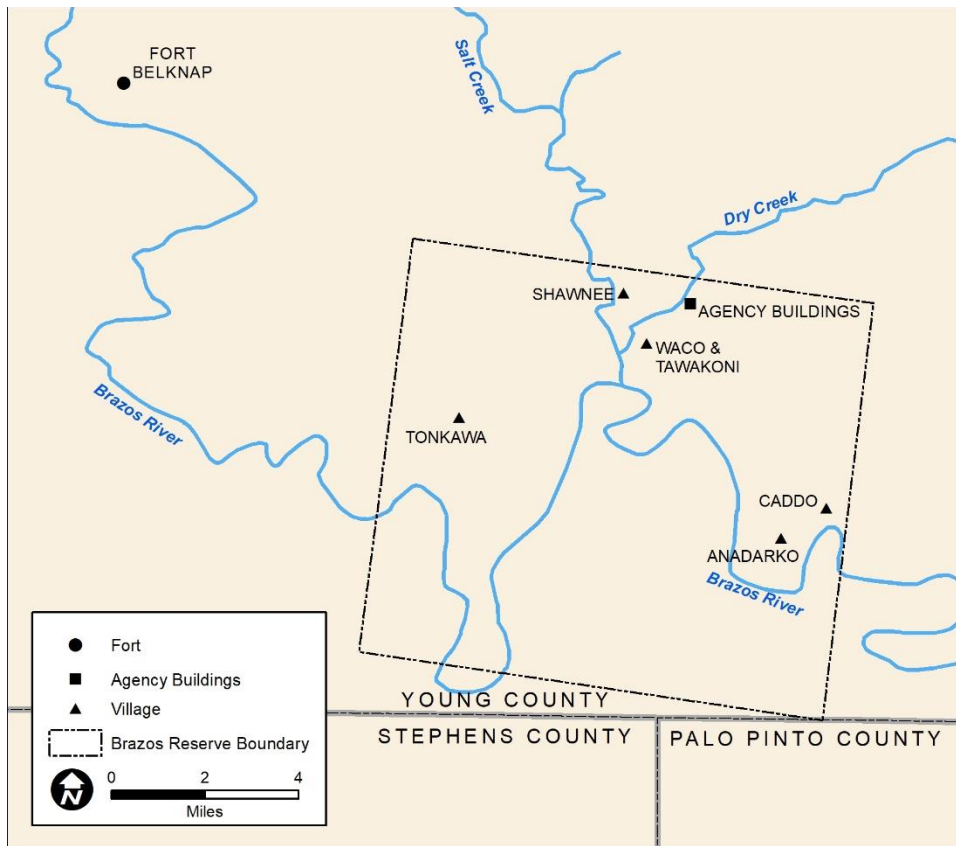 FORT
BELKNAP
Salt Creek
Dry Creek
SHAWNEE
AGENCY BUILDINGS
WACO &
TAWAKONI
Brazos River
TONKAWA
CADDO
ANADARKO
Brazos River
YOUNG COUNTY
STEPHENS COUNTY
PALO PINTO COUNTY
Fort
Agency Buildings
Village
Brazos Reserve Boundary
N
0 2 4
Miles